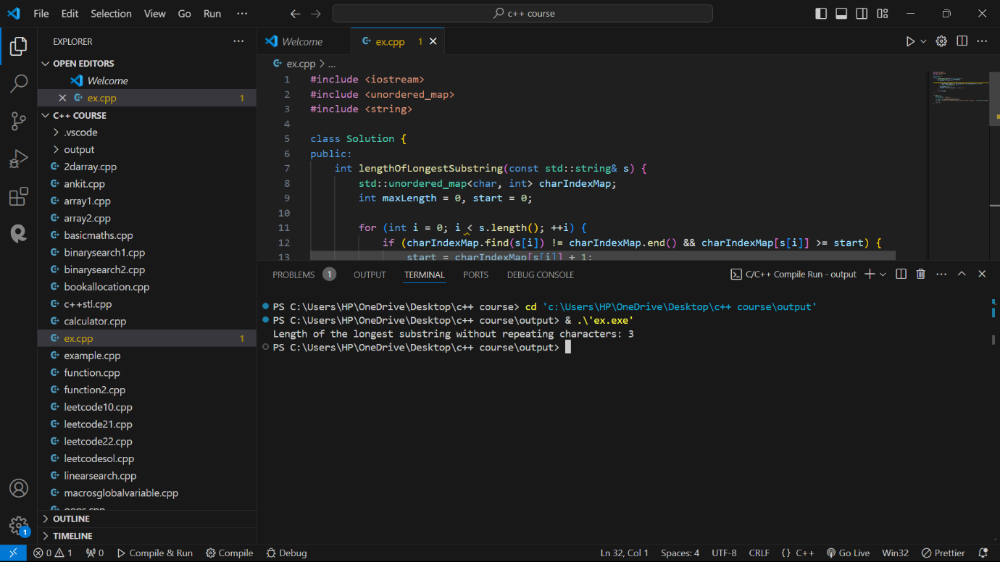 File Edit Selection View Go Run ···
c++ course
EXPLORER
OPEN EDITORS
Welcome
ex.cpp 1
C++ COURSE
.vscode
output
2darray.cpp
ankit.cpp
array1.cpp
array2.cpp
basicmaths.cpp
binarysearch1.cpp
binarysearch2.cpp
bookallocation.cpp
c++stl.cpp
calculator.cpp
ex.cpp 1
example.cpp
function.cpp
function2.cpp
leetcode10.cpp
leetcode21.cpp
leetcode22.cpp
leetcodesol.cpp
linearsearch.cpp
macrosglobalvariable.cpp
oops.cpp
OUTLINE
TIMELINE
1
Welcome
ex.cpp 1
ex.cpp > ...
1 #include <iostream>
2 #include <unordered_map>
3 #include <string>
4
5 class Solution {
6 public:
7 int lengthOfLongestSubstring(const std::string& s) {
8 std::unordered_map<char, int> charIndexMap;
9 int maxLength = 0, start = 0;
10
11 for (int i = 0; i < s.length(); ++i) {
12 if (charIndexMap.find(s[i]) != charIndexMap.end() && charIndexMap[s[i]] >= start) {
13 start = charIndexMap[s[i]] + 1;
PROBLEMS 1 OUTPUT TERMINAL PORTS DEBUG CONSOLE
C/C++ Compile Run - output
PS C:\Users\HP\OneDrive\Desktop\c++ course> cd 'c:\Users\HP\OneDrive\Desktop\c++ course\output'
PS C:\Users\HP\OneDrive\Desktop\c++ course\output> & .\'ex.exe'
Length of the longest substring without repeating characters: 3
PS C:\Users\HP\OneDrive\Desktop\c++ course\output>
0 1 0 Compile & Run Compile Debug
Ln 32, Col 1 Spaces: 4 UTF-8 CRLF {} C++ Go Live Win32 Prettier